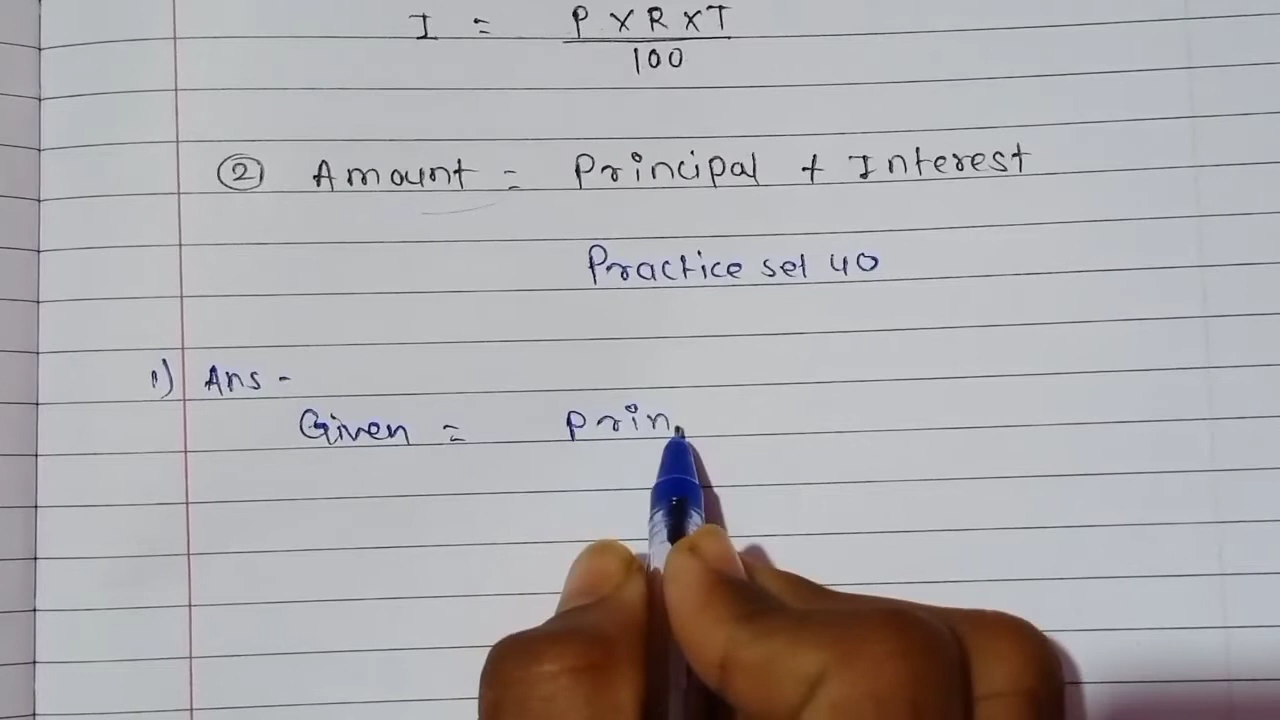 I = P x R x T
100
② Amount = Principal + Interest
Practice set 40
1) Ans -
Given = prin